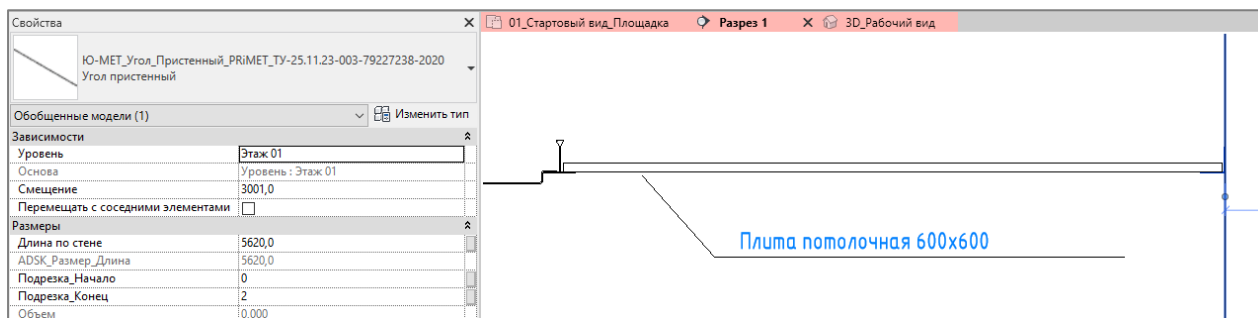 Свойства
01_Стартовый вид_Площадка
Разрез 1
3D_Рабочий вид
Ю-МЕТ_Угол_Пристенный_PRiMET_ТУ-25.11.23-003-79227238-2020
Угол пристенный
Обобщенные модели (1)
Изменить тип
Зависимости
Уровень Этаж 01
Основа Уровень : Этаж 01
Смещение 3001,0
Перемещать с соседними элементами
Размеры
Длина по стене 5620,0
ADSK_Размер_Длина 5620,0
Подрезка_Начало 0
Подрезка_Конец 2
Объем 0,000
Плита потолочная 600х600